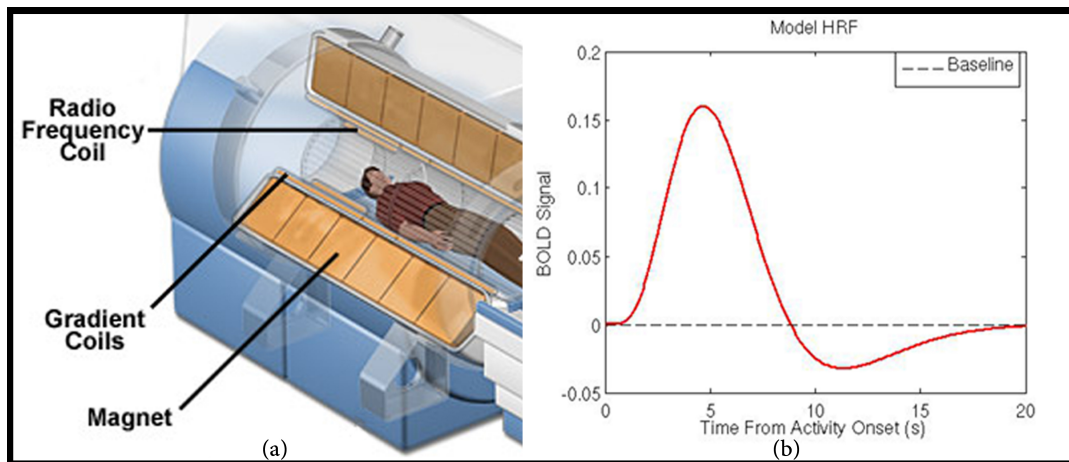 Radio
Frequency
Coil
Gradient
Coils
Magnet
(a)
Model HRF
Baseline
0.2
0.15
0.1
0.05
0
-0.05
BOLD Signal
0 5 10 15 20
Time From Activity Onset (s)
(b)